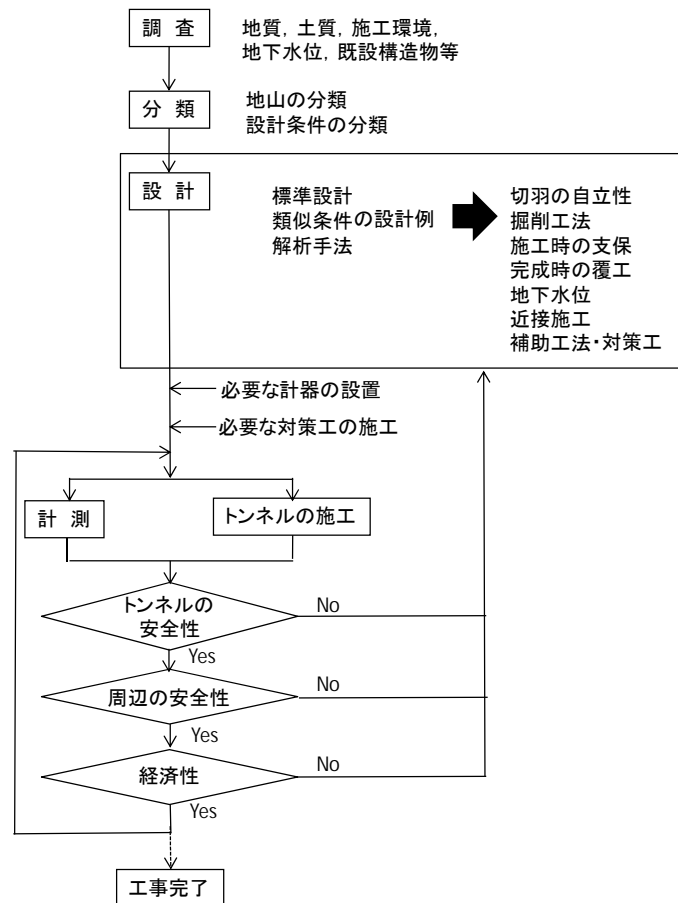 調 査
地質, 土質, 施工環境,
地下水位, 既設構造物等
分 類
地山の分類
設計条件の分類
設 計
標準設計
類似条件の設計例
解析手法
切羽の自立性
掘削工法
施工時の支保
完成時の覆工
地下水位
近接施工
補助工法・対策工
必要な計器の設置
必要な対策工の施工
計 測
トンネルの施工
トンネルの
安全性
No
Yes
周辺の安全性
No
Yes
経済性
No
Yes
工事完了